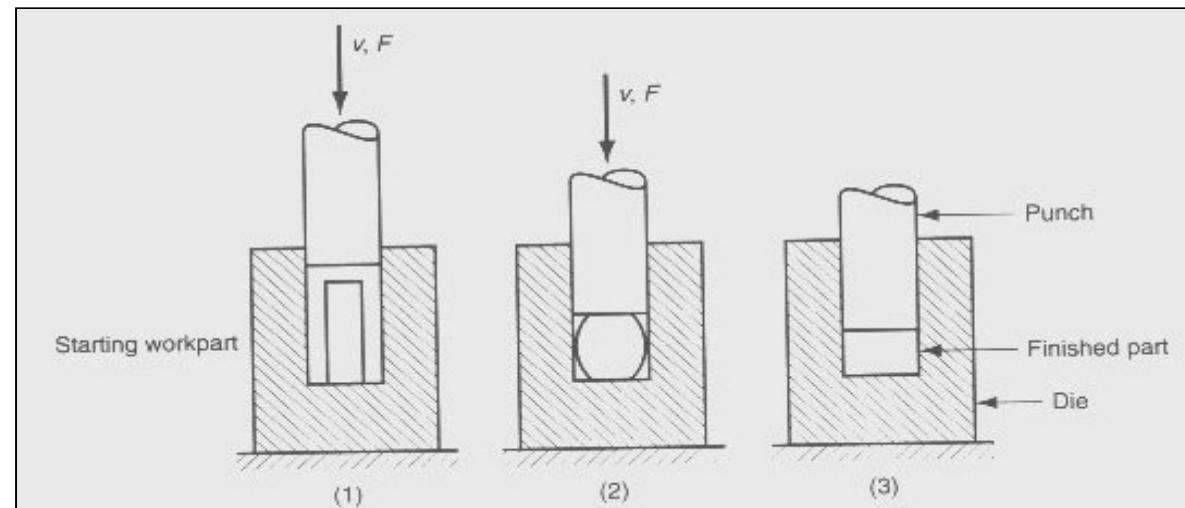 v, F
v, F
Punch
Starting workpart
Finished part
Die
(1)
(2)
(3)